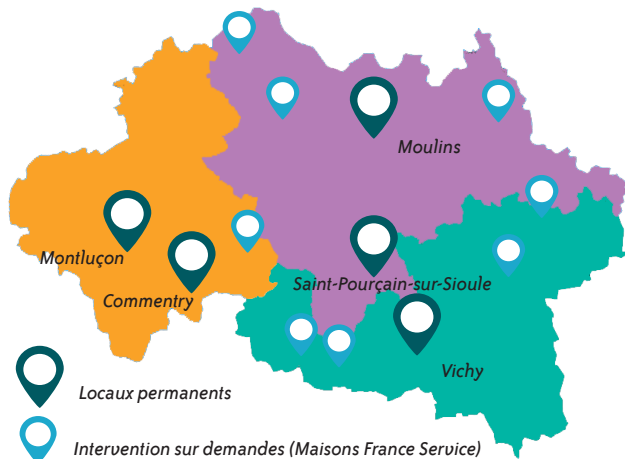 Moulins
Montluçon
Commentry
Saint-Pourçain-sur-Sioule
Vichy
Locaux permanents
Intervention sur demandes (Maisons France Service)